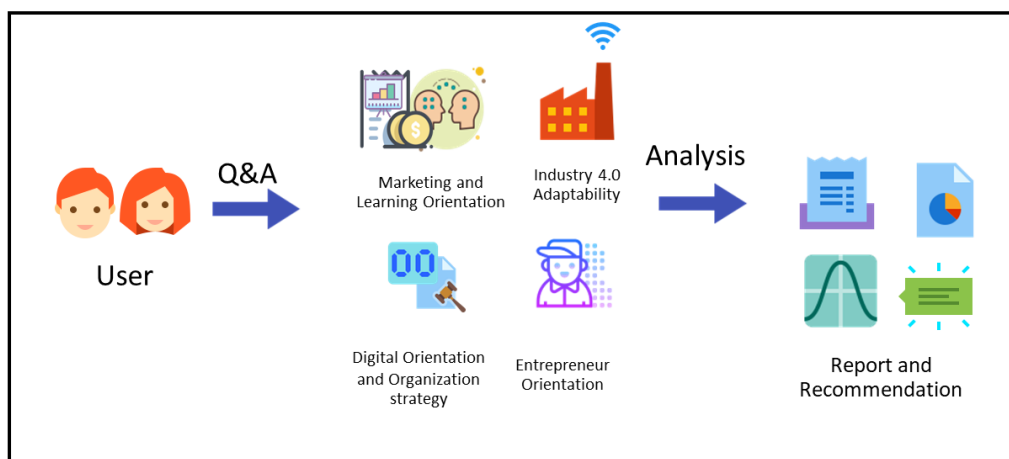 User
Q&A
Marketing and
Learning Orientation
Industry 4.0
Adaptability
Digital Orientation
and Organization
strategy
Entrepreneur
Orientation
Analysis
Report and
Recommendation